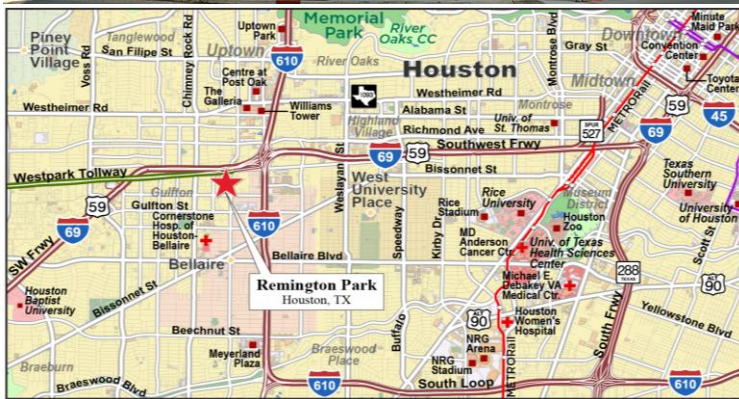 Piney
Point
Village
Tanglewood
San Filipe St
Voss Rd
Chimney Rock Rd
Uptown
Uptown
Park
610
Memorial
Park
River
Oaks CC
River Oaks
Houston
Montrose Blvd
Gray St
Downtown
Minute
Maid Park
Convention
Center
Toyota
Center
Midtown
Centre at
Post Oak
The
Galleria
Williams
Tower
Westheimer Rd
1093
Westheimer Rd
Alabama St
Highland
Village
Richmond Ave
Montrose
Univ. of
St. Thomas
SPUR
527
METRORail
59
69
45
Southwest Frwy
69
59
Bissonnet St
Westpark Tollway
Gulfton
Gulfton St
Cornerstone
Hosp. of
Houston-
Bellaire
59
69
SW Frwy
610
Weslayan St
West
University
Place
Speedway
Kirby Dr
Rice
Stadium
Rice
University
Museum
District
Houston
Zoo
MD
Anderson
Cancer Ctr.
Univ. of Texas
Health Sciences
Center
Texas
Southern
University
University
of Houston
Scott St
Bellaire
Bellaire Blvd
Remington Park
Houston, TX
Michael E.
Debakey VA
Medical Ctr.
288
TEXAS
ALT
US
90
Houston
Baptist
University
Bissonnet St
Beechnut St
Meyerland
Plaza
Braeswood
Place
Buffalo
US
90
Houston
Women's
Hospital
South Frwy
Yellowstone Blvd
NRG
Arena
NRG
Stadium
METRORail
Braeburn
Braeswood Blvd
610
South Loop
610